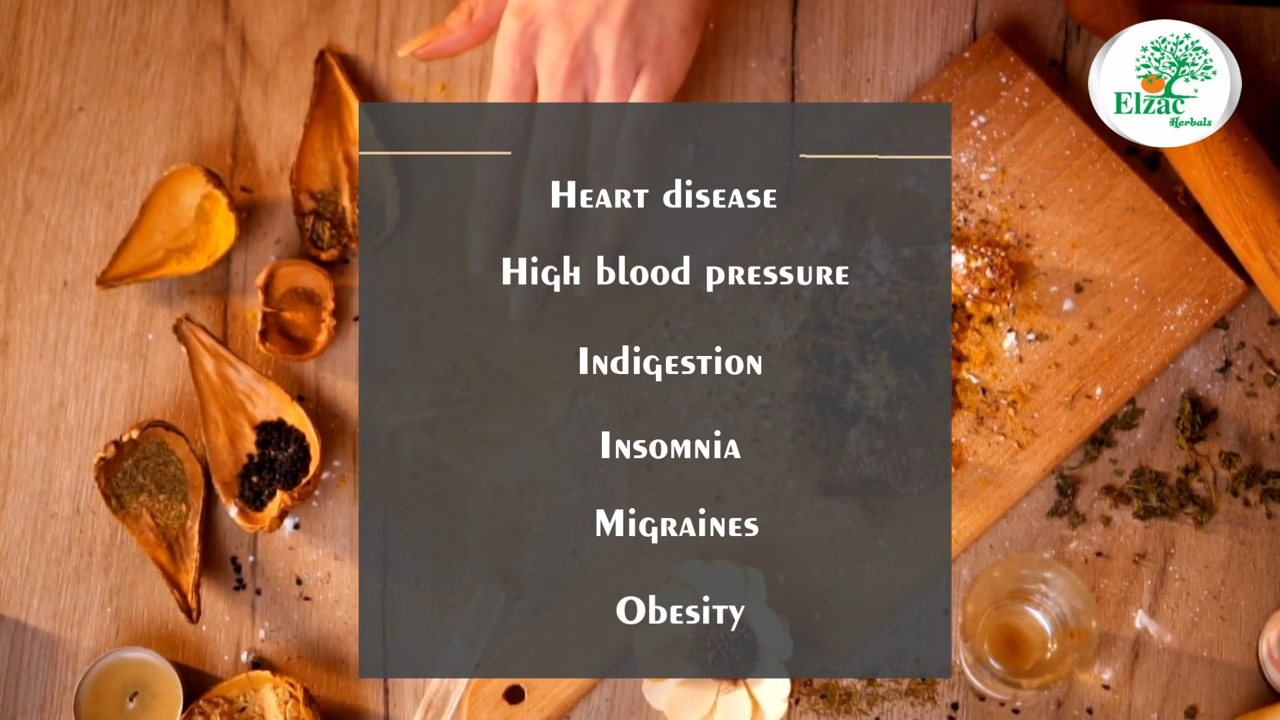 Elzac
Herbals
Heart disease
High blood pressure
Indigestion
Insomnia
Migraines
Obesity